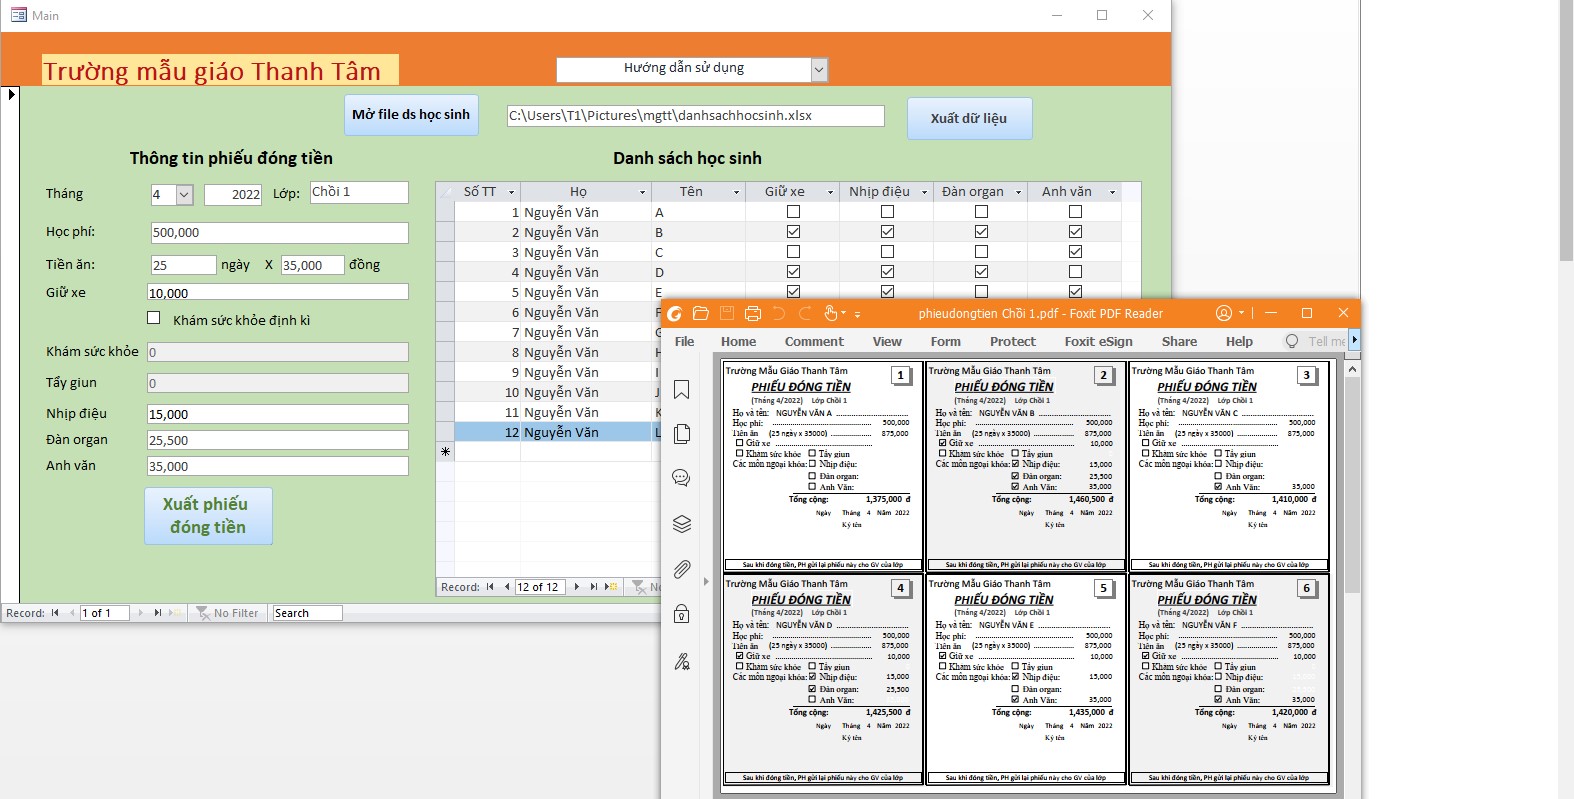 Main
Trường mẫu giáo Thanh Tâm
Hướng dẫn sử dụng
Mở file ds học sinh
C:\Users\T1\Pictures\mgtt\danhsachhocsinh.xlsx
Xuất dữ liệu
Thông tin phiếu đóng tiền
Tháng 4 2022 Lớp: Chồi 1
Học phí: 500,000
Tiền ăn: 25 ngày X 35,000 đồng
Giữ xe 10,000
Khám sức khỏe định kì
Khám sức khỏe 0
Tẩy giun 0
Nhịp điệu 15,000
Đàn organ 25,500
Anh văn 35,000
Xuất phiếu
đóng tiền
Danh sách học sinh
Số TT Họ Tên Giữ xe Nhịp điệu Đàn organ Anh văn
1 Nguyễn Văn A
2 Nguyễn Văn B
3 Nguyễn Văn C
4 Nguyễn Văn D
5 Nguyễn Văn E
6 Nguyễn Văn F
7 Nguyễn Văn
8 Nguyễn Văn
9 Nguyễn Văn I
10 Nguyễn Văn J
11 Nguyễn Văn K
12 Nguyễn Văn L
Record: 12 of 12 No
Record: 1 of 1 No Filter Search
phieudongtien Chồi 1.pdf - Foxit PDF Reader
File Home Comment View Form Protect Foxit eSign Share Help Tell me
Trường Mẫu Giáo Thanh Tâm 1
PHIẾU ĐÓNG TIỀN
(Tháng 4/2022) Lớp Chồi 1
Họ và tên: NGUYỄN VĂN A
Học phí: 500,000
Tiền ăn (25 ngày x 35000) 875,000
Giữ xe
Khám sức khỏe Tẩy giun
Các môn ngoại khóa: Nhịp điệu:
Đàn organ:
Anh Văn:
Tổng cộng: 1,375,000 đ
Ngày Tháng 4 Năm 2022
Ký tên
Sau khi đóng tiền, PH gửi lại phiếu này cho GV của lớp
Trường Mẫu Giáo Thanh Tâm 2
PHIẾU ĐÓNG TIỀN
(Tháng 4/2022) Lớp Chồi 1
Họ và tên: NGUYỄN VĂN B
Học phí: 500,000
Tiền ăn (25 ngày x 35000) 875,000
Giữ xe 10,000
Khám sức khỏe Tẩy giun
Các môn ngoại khóa: Nhịp điệu: 15,000
Đàn organ: 25,500
Anh Văn: 35,000
Tổng cộng: 1,460,500 đ
Ngày Tháng 4 Năm 2022
Ký tên
Sau khi đóng tiền, PH gửi lại phiếu này cho GV của lớp
Trường Mẫu Giáo Thanh Tâm 3
PHIẾU ĐÓNG TIỀN
(Tháng 4/2022) Lớp Chồi 1
Họ và tên: NGUYỄN VĂN C
Học phí: 500,000
Tiền ăn (25 ngày x 35000) 875,000
Giữ xe
Khám sức khỏe Tẩy giun
Các môn ngoại khóa: Nhịp điệu:
Đàn organ:
Anh Văn: 35,000
Tổng cộng: 1,410,000 đ
Ngày Tháng 4 Năm 2022
Ký tên
Sau khi đóng tiền, PH gửi lại phiếu này cho GV của lớp
Trường Mẫu Giáo Thanh Tâm 4
PHIẾU ĐÓNG TIỀN
(Tháng 4/2022) Lớp Chồi 1
Họ và tên: NGUYỄN VĂN D
Học phí: 500,000
Tiền ăn (25 ngày x 35000) 875,000
Giữ xe 10,000
Khám sức khỏe Tẩy giun
Các môn ngoại khóa: Nhịp điệu: 15,000
Đàn organ: 25,500
Anh Văn:
Tổng cộng: 1,425,500 đ
Ngày Tháng 4 Năm 2022
Ký tên
Sau khi đóng tiền, PH gửi lại phiếu này cho GV của lớp
Trường Mẫu Giáo Thanh Tâm 5
PHIẾU ĐÓNG TIỀN
(Tháng 4/2022) Lớp Chồi 1
Họ và tên: NGUYỄN VĂN E
Học phí: 500,000
Tiền ăn (25 ngày x 35000) 875,000
Giữ xe 10,000
Khám sức khỏe Tẩy giun
Các môn ngoại khóa: Nhịp điệu: 15,000
Đàn organ:
Anh Văn: 35,000
Tổng cộng: 1,435,000 đ
Ngày Tháng 4 Năm 2022
Ký tên
Sau khi đóng tiền, PH gửi lại phiếu này cho GV của lớp
Trường Mẫu Giáo Thanh Tâm 6
PHIẾU ĐÓNG TIỀN
(Tháng 4/2022) Lớp Chồi 1
Họ và tên: NGUYỄN VĂN F
Học phí: 500,000
Tiền ăn (25 ngày x 35000) 875,000
Giữ xe 10,000
Khám sức khỏe Tẩy giun
Các môn ngoại khóa: Nhịp điệu:
Đàn organ:
Anh Văn: 35,000
Tổng cộng: 1,420,000 đ
Ngày Tháng 4 Năm 2022
Ký tên
Sau khi đóng tiền, PH gửi lại phiếu này cho GV của lớp